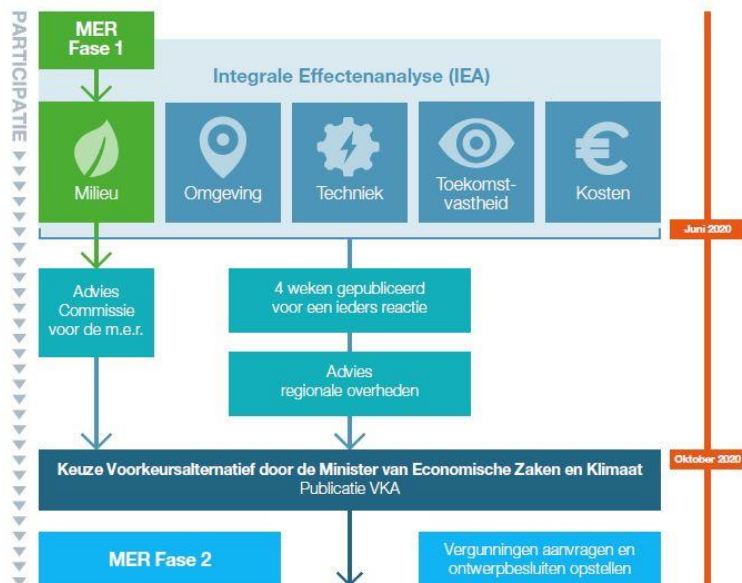 PARTICIPATIE
MER
Fase 1
Integrale Effectenanalyse (IEA)
Milieu
Omgeving
Techniek
Toekomst-
vastheid
Kosten
Juni 2020
Advies
Commissie
voor de m.e.r.
4 weken gepubliceerd
voor een ieders reactie
Advies
regionale overheden
Keuze Voorkeursalternatief door de Minister van Economische Zaken en Klimaat
Publicatie VKA
Oktober 2020
MER Fase 2
Vergunningen aanvragen en
ontwerpbesluiten opstellen